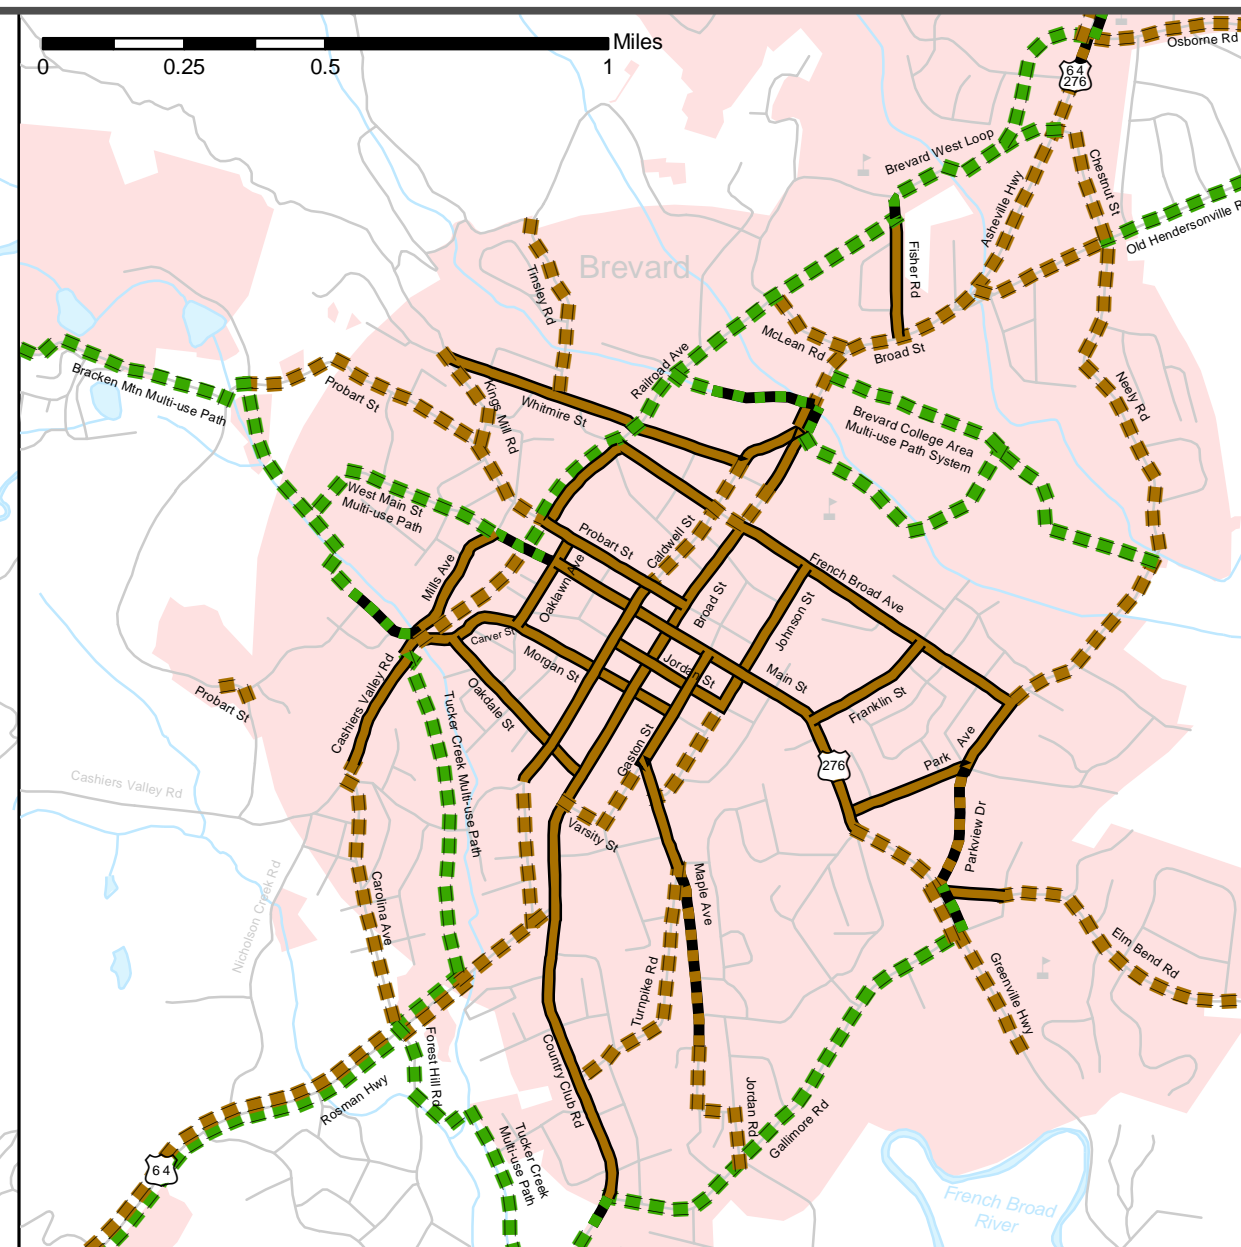 Miles
0 0.25 0.5 1
Osborne Rd
64
276
Brevard West Loop
Chestnut St
Asheville Hwy
Old Hendersonville R
Fisher Rd
Brevard
Tinsley Rd
McLean Rd
Broad St
Railroad Ave
Bracken Mtn Multi-use Path
Probart St
Kings Mill Rd
Whitmire St
Neely Rd
Brevard College Area
Multi-use Path System
West Main St
Multi-use Path
Probart St
Caldwell St
French Broad Ave
Mills Ave
Oaklawn Ave
Broad St
Johnson St
Carver St
Morgan St
Jordan St
Main St
Cashiers Valley Rd
Oakdale St
Franklin St
Probart St
Tucker Creek Multi-use Path
Gaston St
Park Ave
276
Cashiers Valley Rd
Varsity St
Parkview Dr
Nicholson Creek Rd
Carolina Ave
Maple Ave
Elm Bend Rd
Turnpike Rd
Greenville Hwy
Forest Hill Rd
Country Club Rd
Rosman Hwy
Jordan Rd
Gallimore Rd
Tucker Creek
Multi-use Path
64
French Broad
River